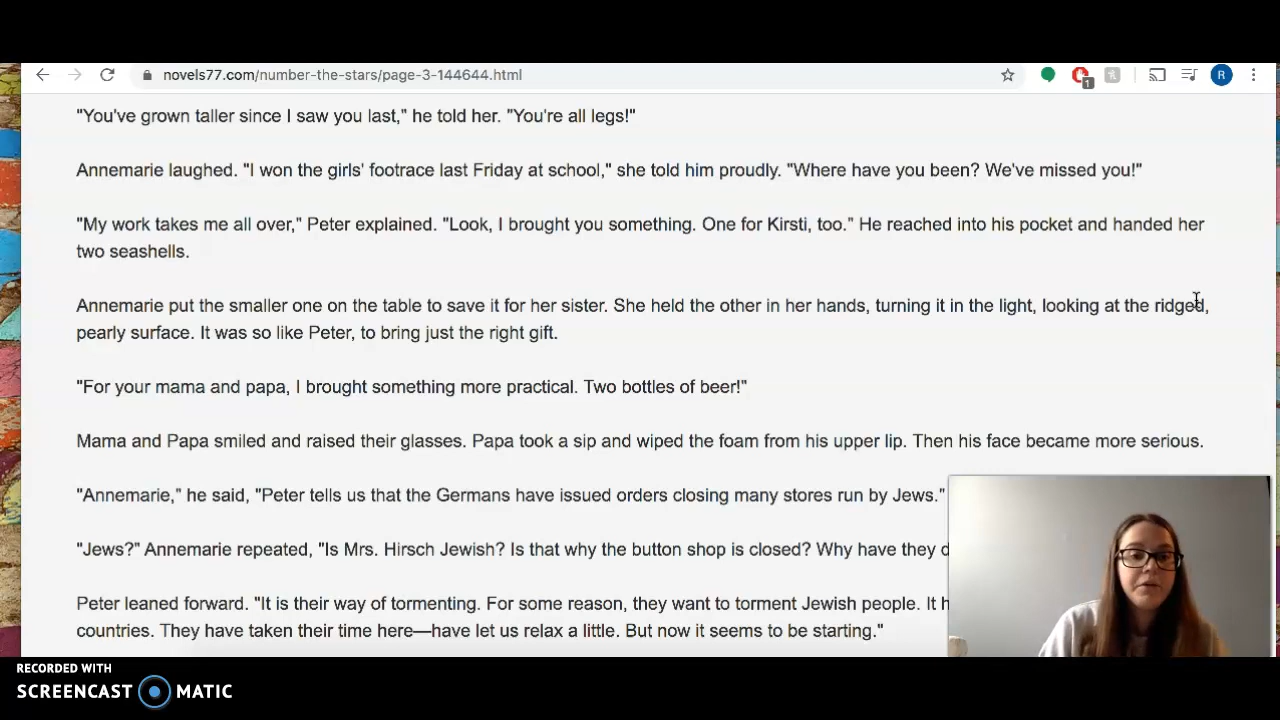 novels77.com/number-the-stars/page-3-144644.html
R
1
"You've grown taller since I saw you last," he told her. "You're all legs!"
Annemarie laughed. "I won the girls' footrace last Friday at school," she told him proudly. "Where have you been? We've missed you!"
"My work takes me all over," Peter explained. "Look, I brought you something. One for Kirsti, too." He reached into his pocket and handed her
two seashells.
Annemarie put the smaller one on the table to save it for her sister. She held the other in her hands, turning it in the light, looking at the ridged,
pearly surface. It was so like Peter, to bring just the right gift.
"For your mama and papa, I brought something more practical. Two bottles of beer!"
Mama and Papa smiled and raised their glasses. Papa took a sip and wiped the foam from his upper lip. Then his face became more serious.
"Annemarie," he said, "Peter tells us that the Germans have issued orders closing many stores run by Jews."
"Jews?" Annemarie repeated, "Is Mrs. Hirsch Jewish? Is that why the button shop is closed? Why have they
Peter leaned forward. "It is their way of tormenting. For some reason, they want to torment Jewish people. It
countries. They have taken their time here—have let us relax a little. But now it seems to be starting."
RECORDED WITH
SCREENCAST MATIC